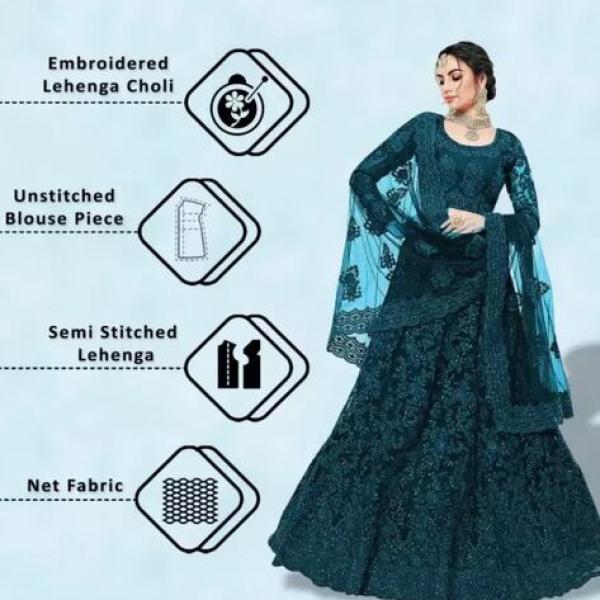 Embroidered
Lehenga Choli
Unstitched
Blouse Piece
Semi Stitched
Lehenga
Net Fabric